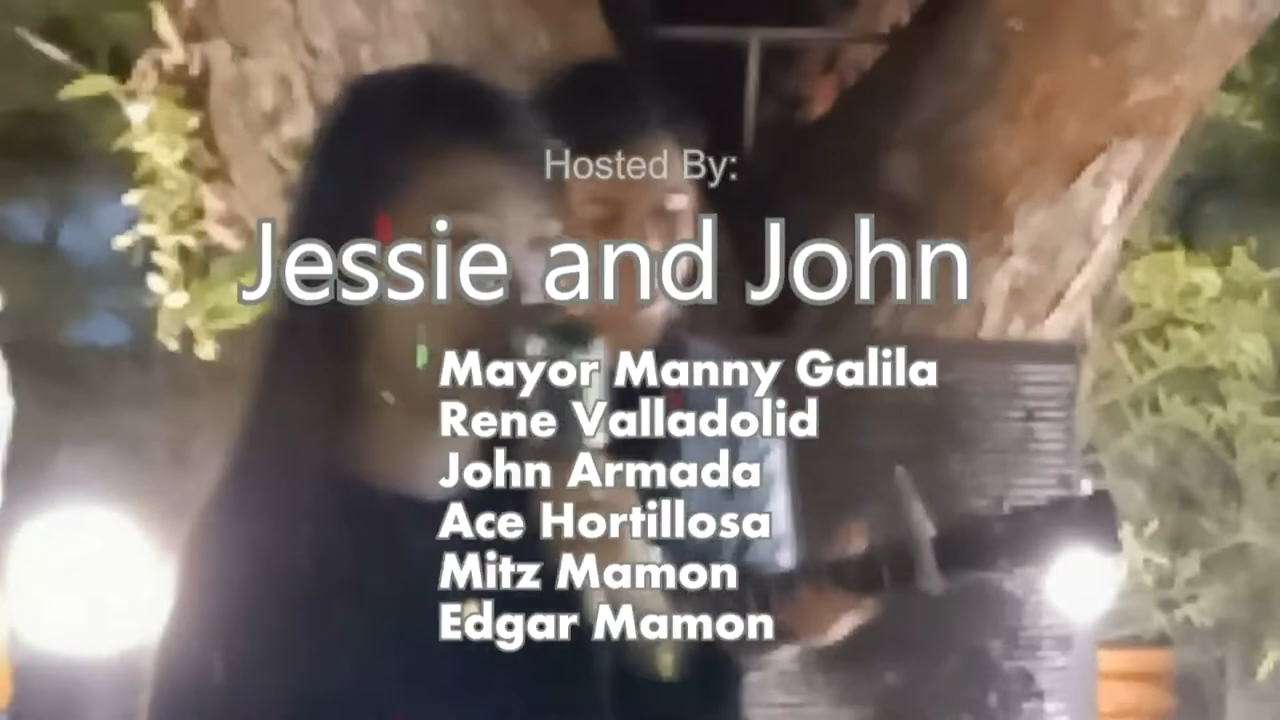 Hosted By:
Jessie and John
Mayor Manny Galila
Rene Valladolid
John Armada
Ace Hortillosa
Mitz Mamon
Edgar Mamon